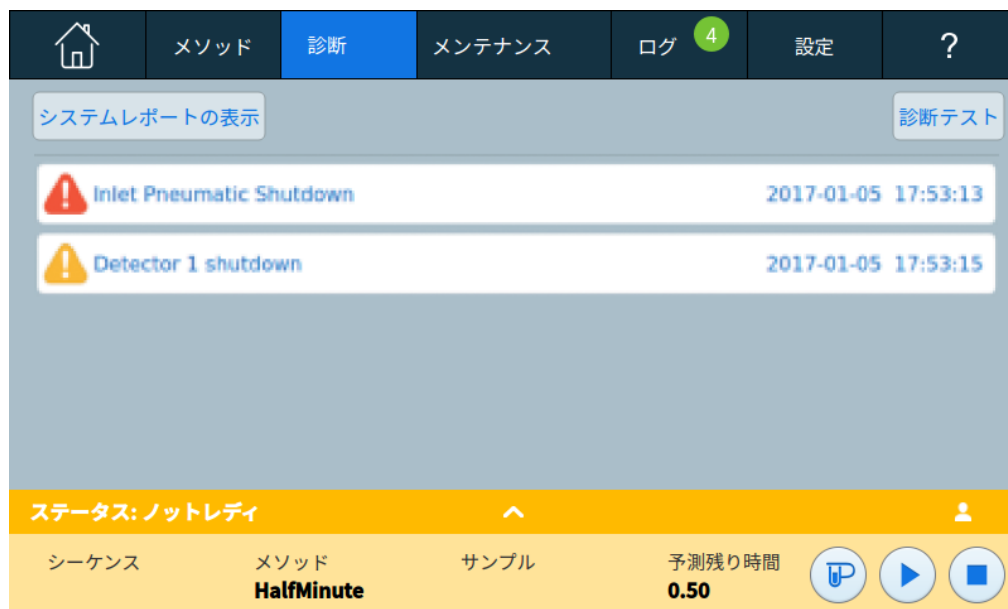 メソッド 診断 メンテナンス ログ 4 設定 ?
システムレポートの表示 診断テスト
Inlet Pneumatic Shutdown 2017-01-05 17:53:13
Detector 1 shutdown 2017-01-05 17:53:15
ステータス: ノットレディ
シーケンス メソッド サンプル 予測残り時間
HalfMinute 0.50